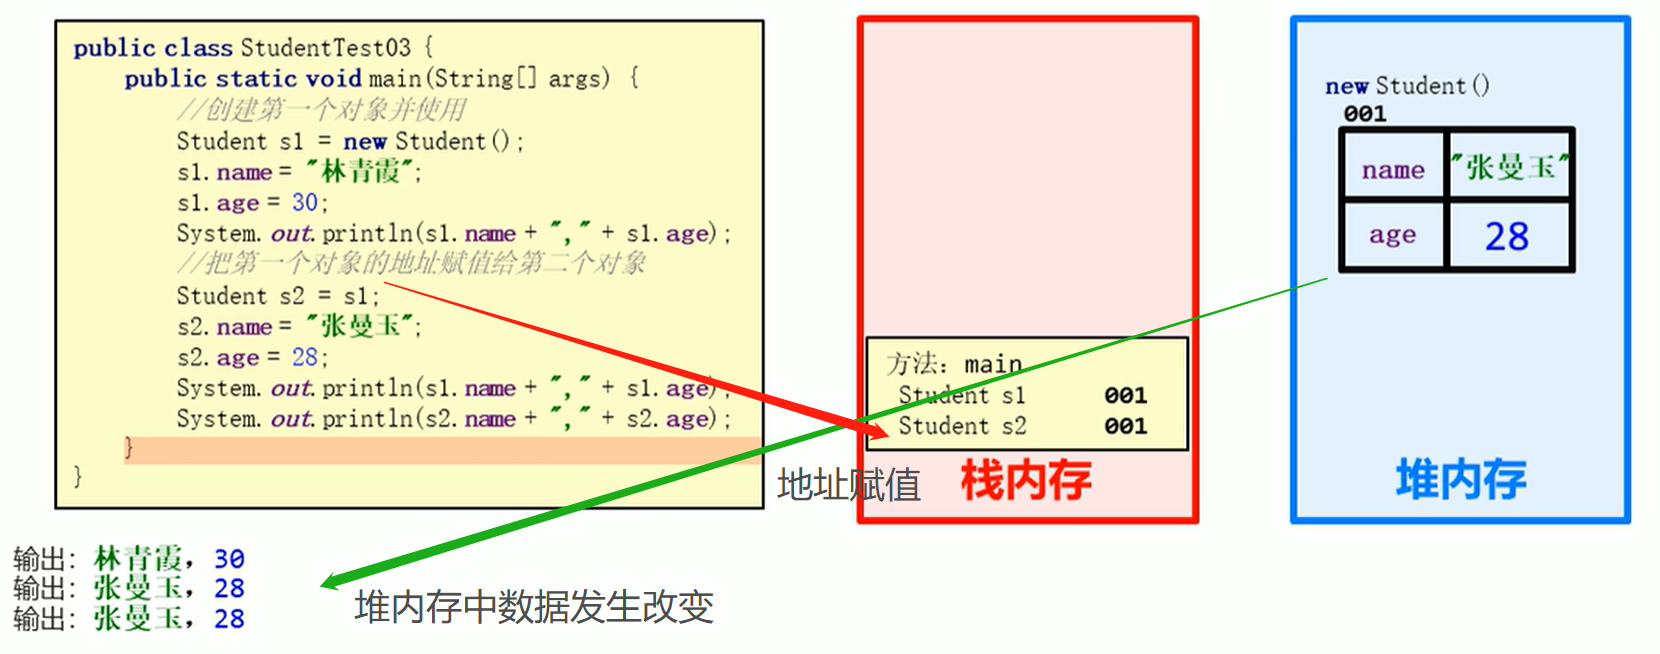 public class StudentTest03 {
public static void main(String[] args) {
//创建第一个对象并使用
Student s1 = new Student();
s1.name = "林青霞";
s1.age = 30;
System.out.println(s1.name + "," + s1.age);
//把第一个对象的地址赋值给第二个对象
Student s2 = s1;
s2.name = "张曼玉";
s2.age = 28;
System.out.println(s1.name + "," + s1.age);
System.out.println(s2.name + "," + s2.age);
}
}
方法: main
Student s1 001
Student s2 001
栈内存
地址赋值
new Student()
001
name "张曼玉"
age 28
堆内存
输出: 林青霞, 30
输出: 张曼玉, 28
输出: 张曼玉, 28
堆内存中数据发生改变